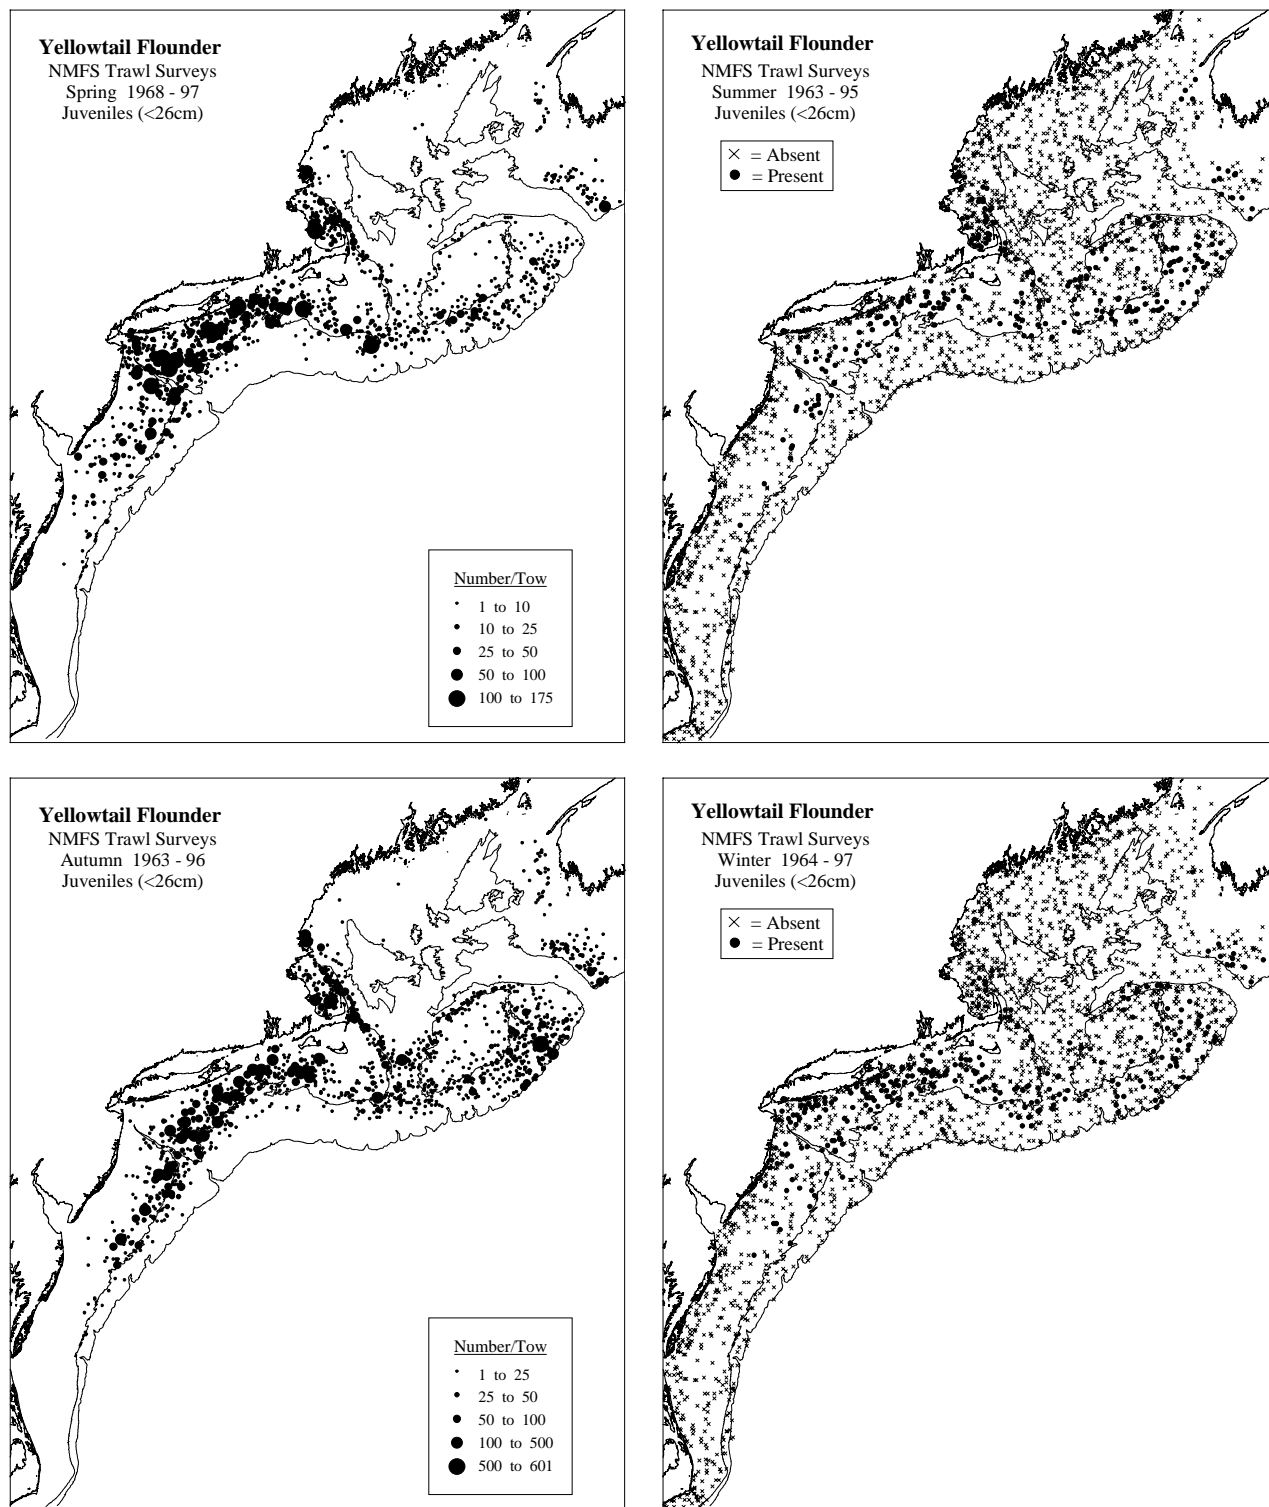 Yellowtail Flounder
NMFS Trawl Surveys
Spring 1968 - 97
Juveniles (<26cm)
Number/Tow
1 to 10
10 to 25
25 to 50
50 to 100
100 to 175
Yellowtail Flounder
NMFS Trawl Surveys
Summer 1963 - 95
Juveniles (<26cm)
× = Absent
● = Present
Yellowtail Flounder
NMFS Trawl Surveys
Autumn 1963 - 96
Juveniles (<26cm)
Number/Tow
1 to 25
25 to 50
50 to 100
100 to 500
500 to 601
Yellowtail Flounder
NMFS Trawl Surveys
Winter 1964 - 97
Juveniles (<26cm)
× = Absent
● = Present